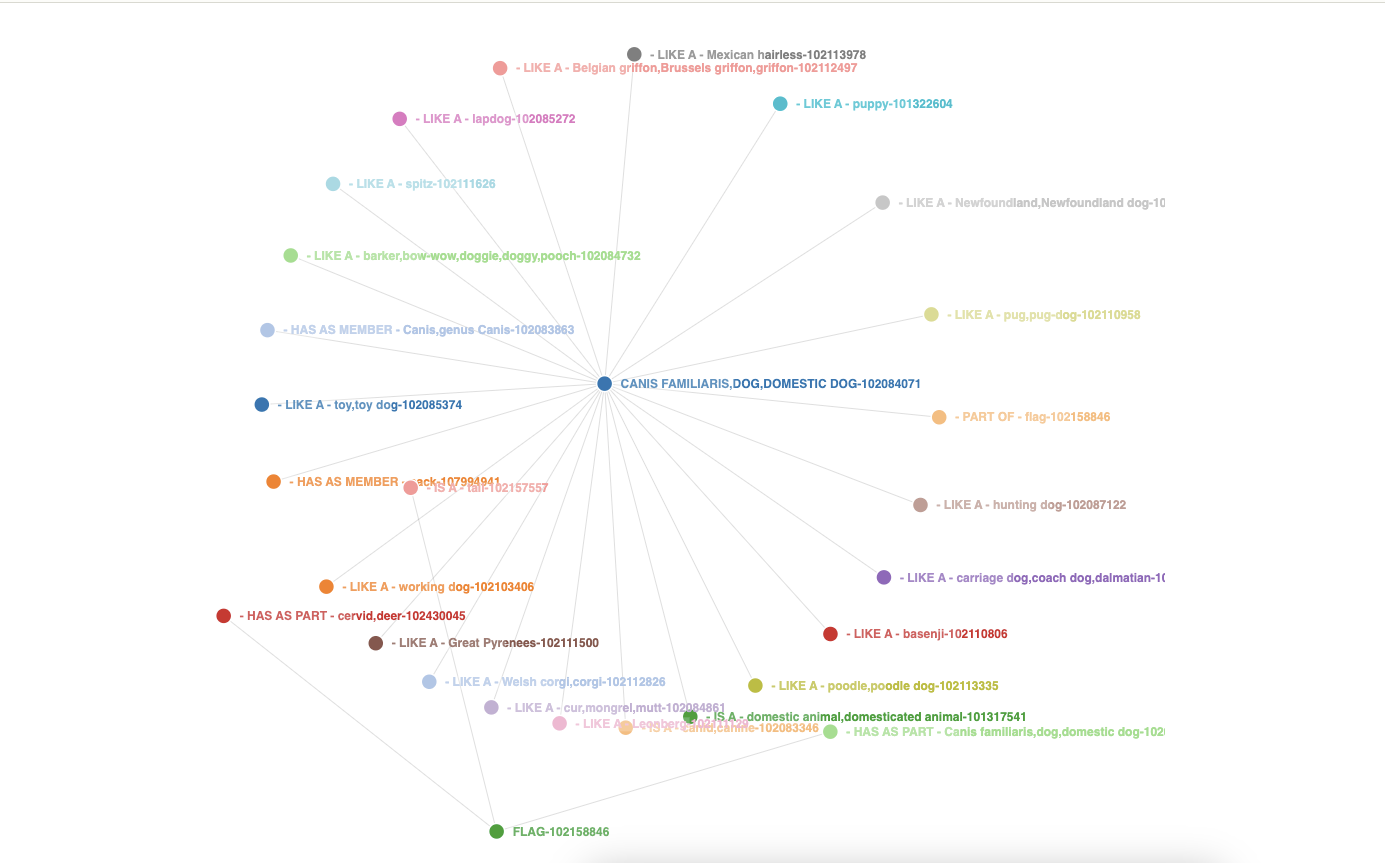 - LIKE A - Mexican hairless-102113978
- LIKE A - Belgian griffon,Brussels griffon,griffon-102112497
- LIKE A - puppy-101322604
- LIKE A - lapdog-102085272
- LIKE A - spitz-102111626
- LIKE A - Newfoundland,Newfoundland dog-10
- LIKE A - barker,bow-wow,doggie,doggy,pooch-102084732
- LIKE A - pug,pug-dog-102110958
- HAS AS MEMBER - Canis,genus Canis-102083863
CANIS FAMILIARIS,DOG,DOMESTIC DOG-102084071
- LIKE A - toy,toy dog-102085374
- PART OF - flag-102158846
- HAS AS MEMBER - ack-107994941
- IS A - tail-102157557
- LIKE A - hunting dog-102087122
- LIKE A - carriage dog,coach dog,dalmatian-10
- LIKE A - working dog-102103406
- HAS AS PART - cervid,deer-102430045
- LIKE A - basenji-102110806
- LIKE A - Great Pyrenees-102111500
- LIKE A - Welsh corgi,corgi-102112826
- LIKE A - poodle,poodle dog-102113335
- LIKE A - cur,mongrel,mutt-102084861
- IS A - domestic animal,domesticated animal-101317541
- LIKE A - Leonberg-102111129
- IS A - canid,canine-102083346
- HAS AS PART - Canis familiaris,dog,domestic dog-102
FLAG-102158846